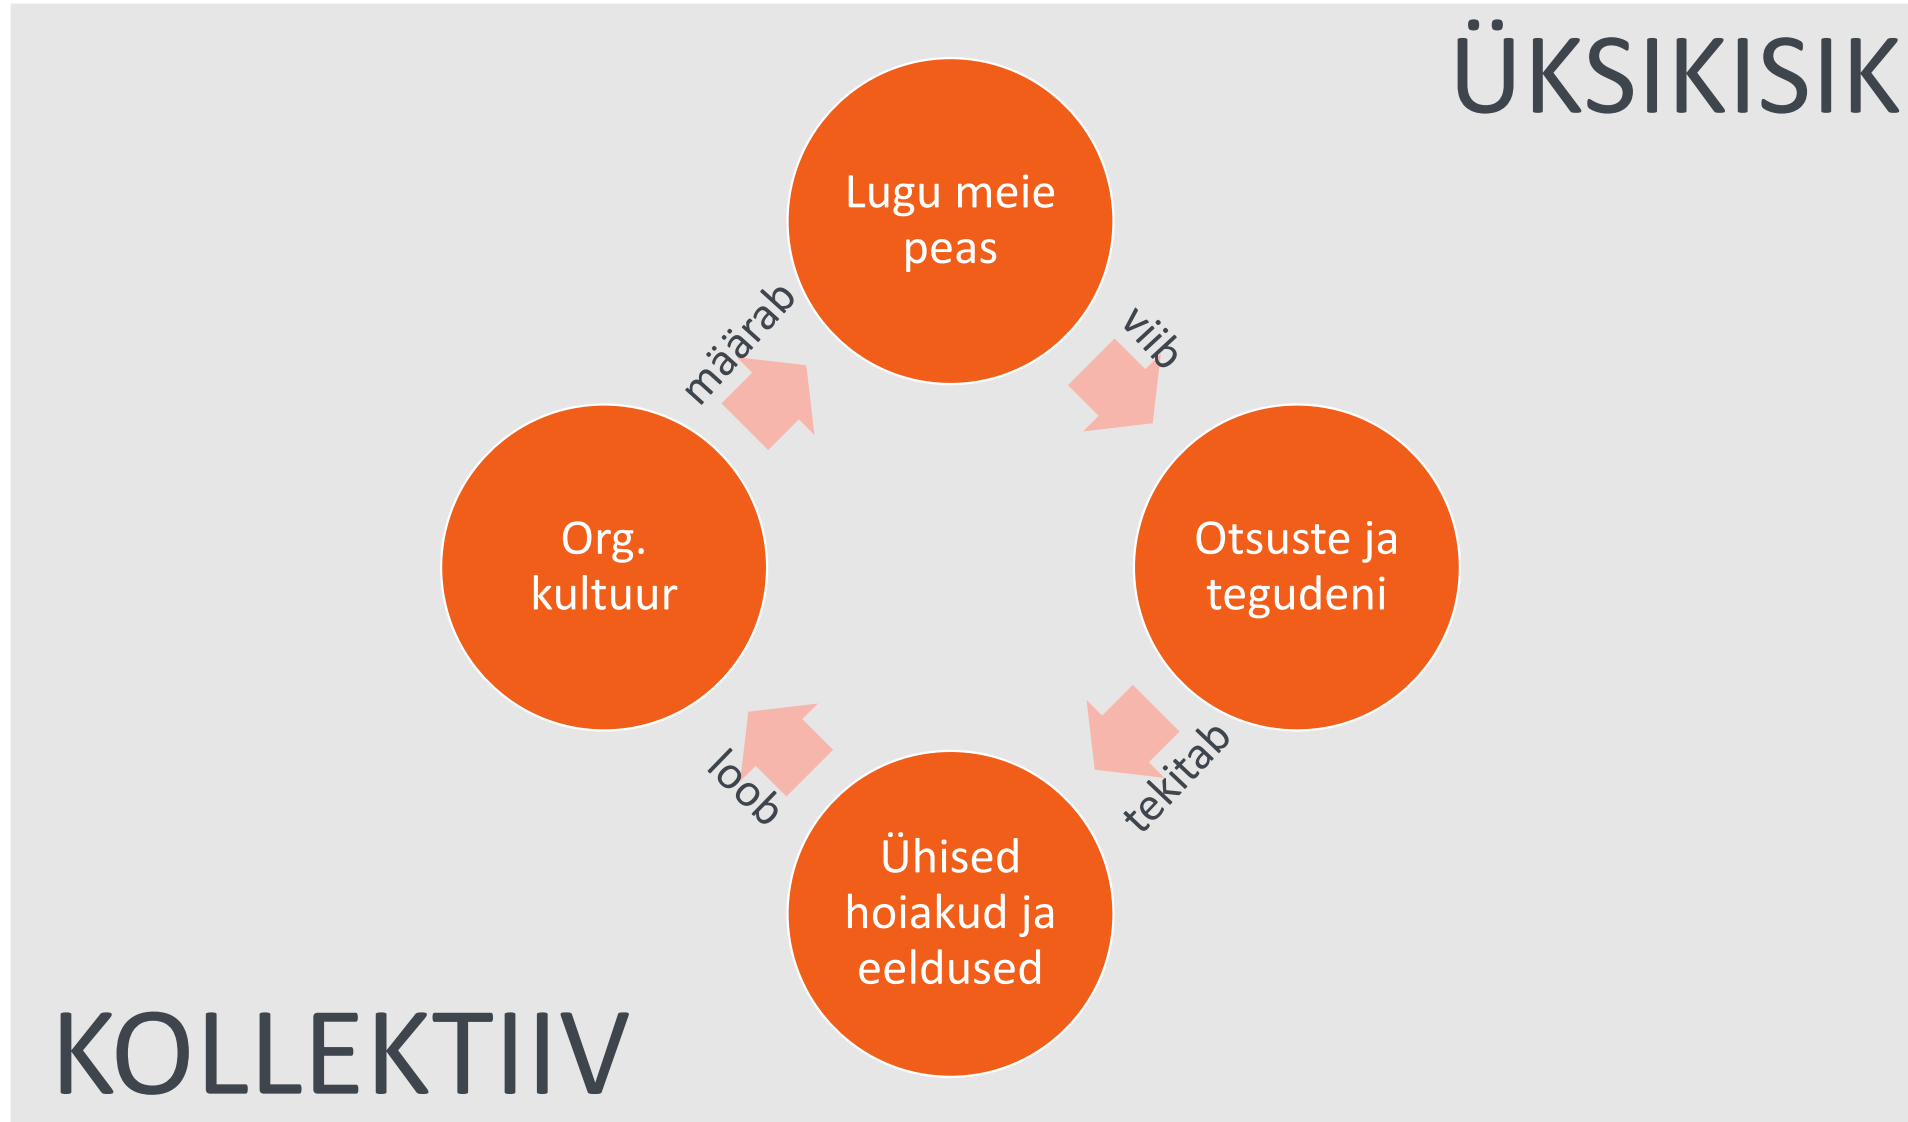 ÜKSIKISIK
Lugu meie
peas
viib
Otsuste ja
tegudeni
tekitab
Ühised
hoiakud ja
eeldused
loob
Org.
kultuur
määrab
KOLLEKTIIV